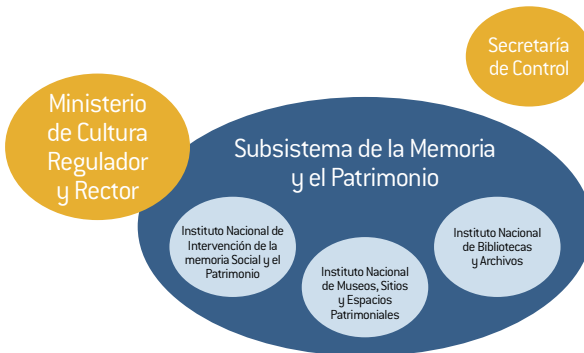 Secretaría
de Control
Ministerio
de Cultura
Regulador
y Rector
Subsistema de la Memoria
y el Patrimonio
Instituto Nacional de
Intervención de la
memoria Social y el
Patrimonio
Instituto Nacional
de Museos, Sitios
y Espacios
Patrimoniales
Instituto Nacional
de Bibliotecas
y Archivos